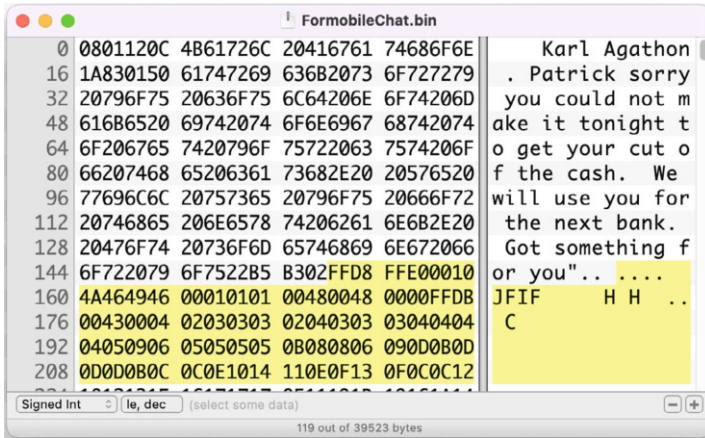 FormobileChat.bin
0 0801120C 4B61726C 20416761 74686F6E Karl Agathon
16 1A830150 61747269 636B2073 6F727279 . Patrick sorry
32 20796F75 20636F75 6C64206E 6F74206D you could not m
48 616B6520 69742074 6F6E6967 68742074 ake it tonight t
64 6F206765 7420796F 75722063 7574206F o get your cut o
80 66207468 65206361 73682E20 20576520 f the cash. We
96 77696C6C 20757365 20796F75 20666F72 will use you for
112 20746865 206E6578 74206261 6E6B2E20 the next bank.
128 20476F74 20736F6D 65746869 6E672066 Got something f
144 6F722079 6F7522B5 B302FFD8 FFE00010 or you".. ....
160 4A464946 00010101 00480048 0000FFDB JFIF H H ..
176 00430004 02030303 02040303 03040404 C
192 04050906 05050505 0B080806 090D0B0D
208 0D0D0B0C 0C0E1014 110E0F13 0F0C0C12
Signed Int le, dec (select some data)
119 out of 39523 bytes